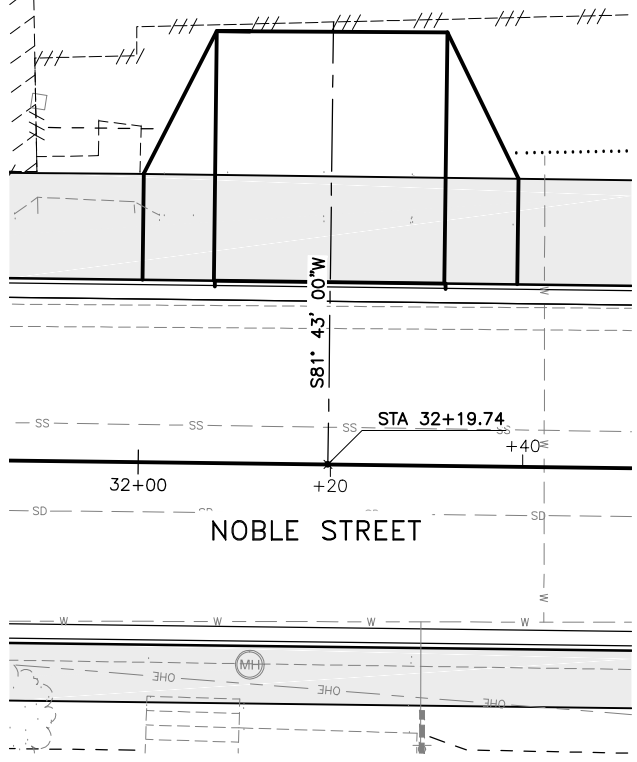 S81° 43' 00"W
W
STA 32+19.74
SS SS SS SS
+40 W
32+00 +20
SD SD SD
NOBLE STREET
W
W W W W
MH
OHE OHE OHE